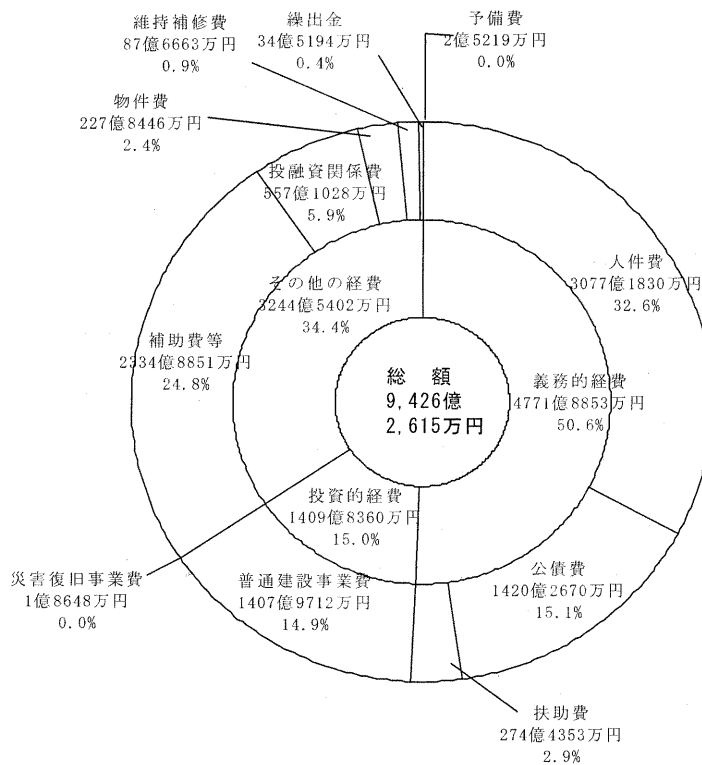 維持補修費
87億6663万円
0.9%
繰出金
34億5194万円
0.4%
予備費
2億5219万円
0.0%
物件費
227億8446万円
2.4%
投融資関係費
557億1028万円
5.9%
人件費
3077億1830万円
32.6%
その他の経費
3244億5402万円
34.4%
補助費等
2334億8851万円
24.8%
総　額
9,426億
2,615万円
義務的経費
4771億8853万円
50.6%
投資的経費
1409億8360万円
15.0%
災害復旧事業費
1億8648万円
0.0%
普通建設事業費
1407億9712万円
14.9%
公債費
1420億2670万円
15.1%
扶助費
274億4353万円
2.9%